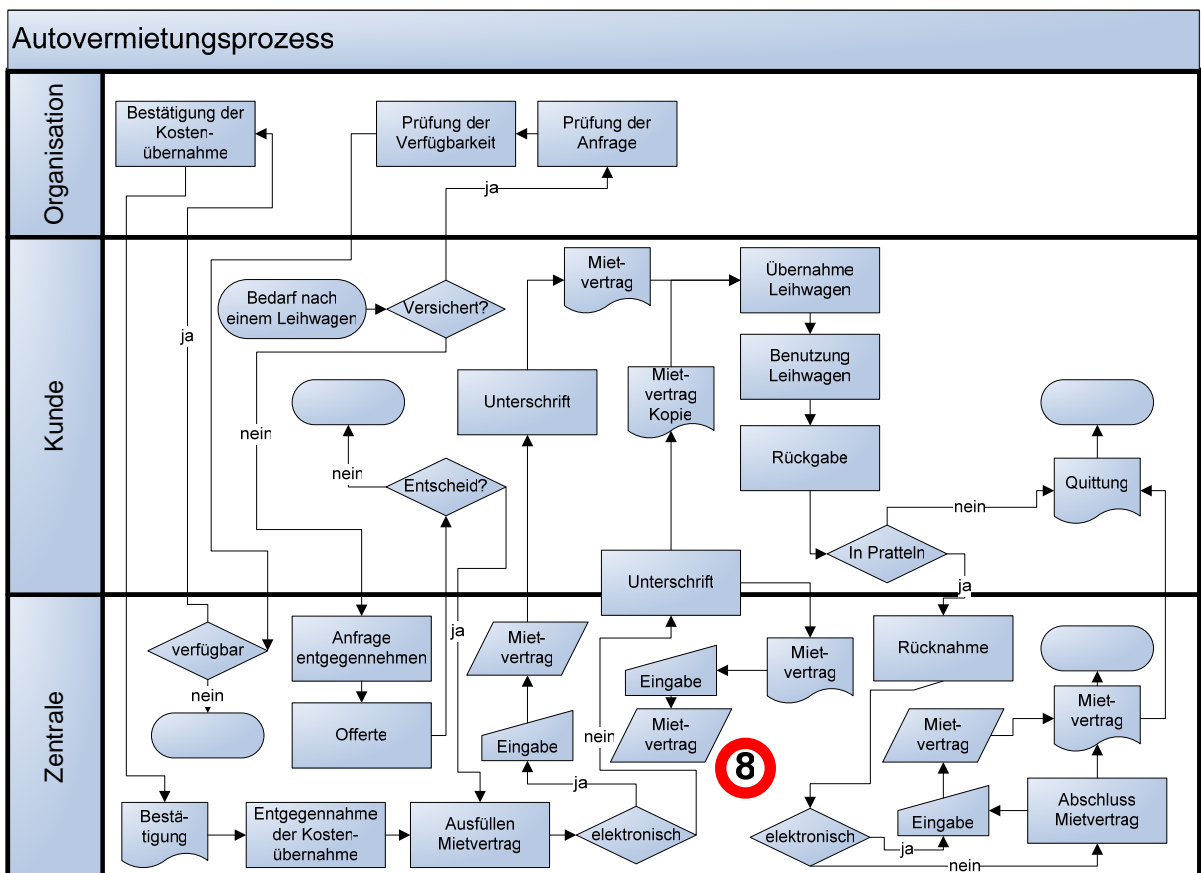 Autovermietungsprozess
Organisation
Bestätigung der
Kosten-
übernahme
Prüfung der
Verfügbarkeit
Prüfung der
Anfrage
ja
ja
Kunde
Bedarf nach
einem Leihwagen
Versichert?
Miet-
vertrag
Übernahme
Leihwagen
Benutzung
Leihwagen
Unterschrift
Miet-
vertrag
Kopie
nein
nein
Entscheid?
Rückgabe
Quittung
nein
In Pratteln
Unterschrift
ja
ja
Zentrale
verfügbar
nein
Anfrage
entgegennehmen
Offerte
Miet-
vertrag
Eingabe
Miet-
vertrag
Eingabe
Miet-
vertrag
nein
8
Rücknahme
Miet-
vertrag
Miet-
vertrag
ja
Bestä-
tigung
Entgegennahme
der Kosten-
übernahme
Ausfüllen
Mietvertrag
elektronisch
elektronisch
Eingabe
Abschluss
Mietvertrag
ja
nein